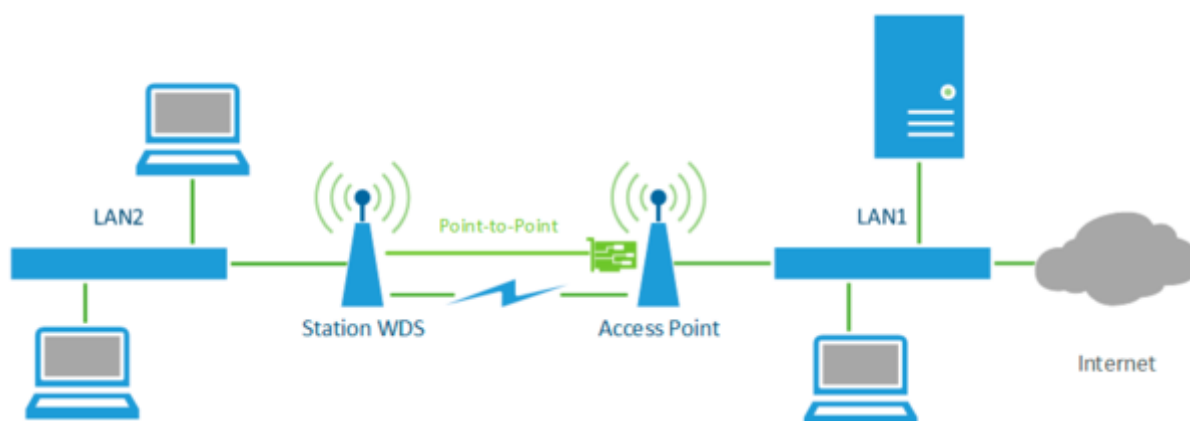 LAN2
Point-to-Point
LAN1
Station WDS
Access Point
Internet